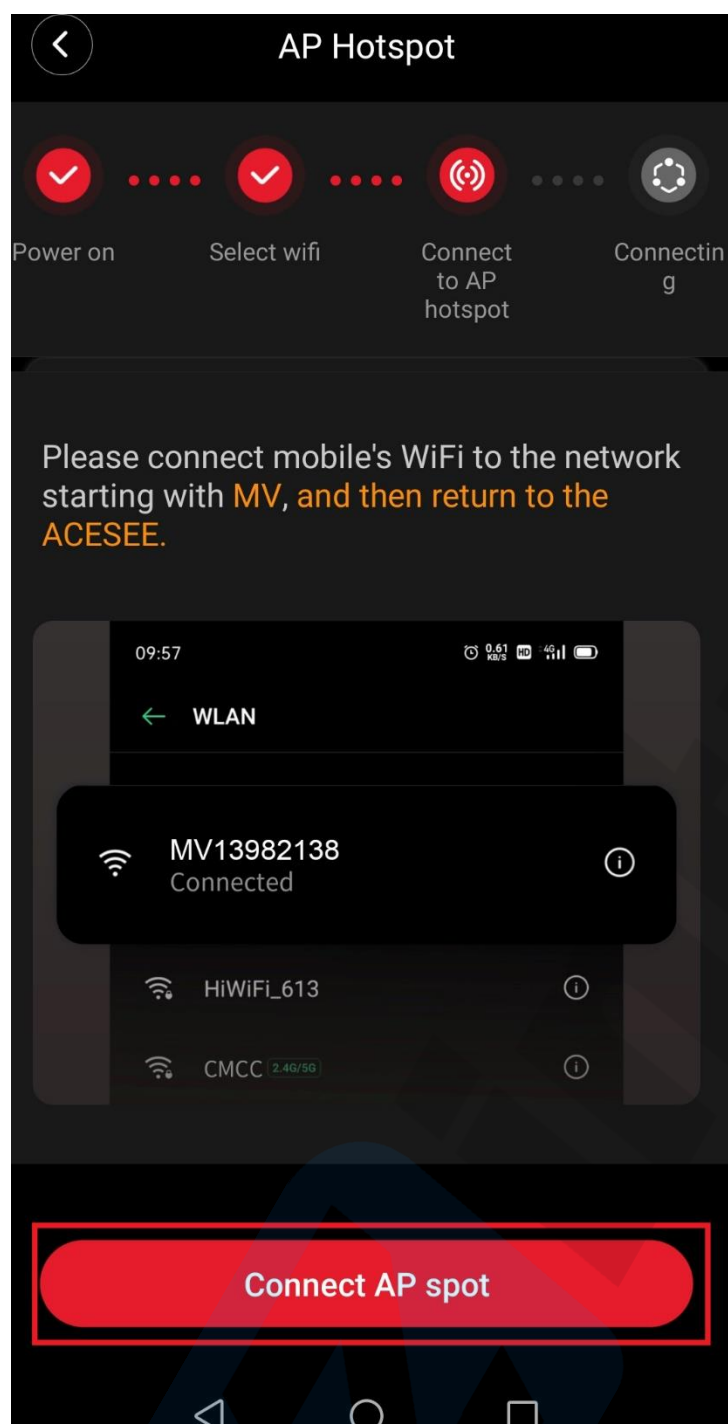 AP Hotspot
Power on
Select wifi
Connect
to AP
hotspot
Connectin
g
Please connect mobile's WiFi to the network
starting with MV, and then return to the
ACESEE.
09:57
0.61
KB/S
HD
4G
WLAN
MV13982138
Connected
HiWiFi_613
CMCC 2.4G/5G
Connect AP spot